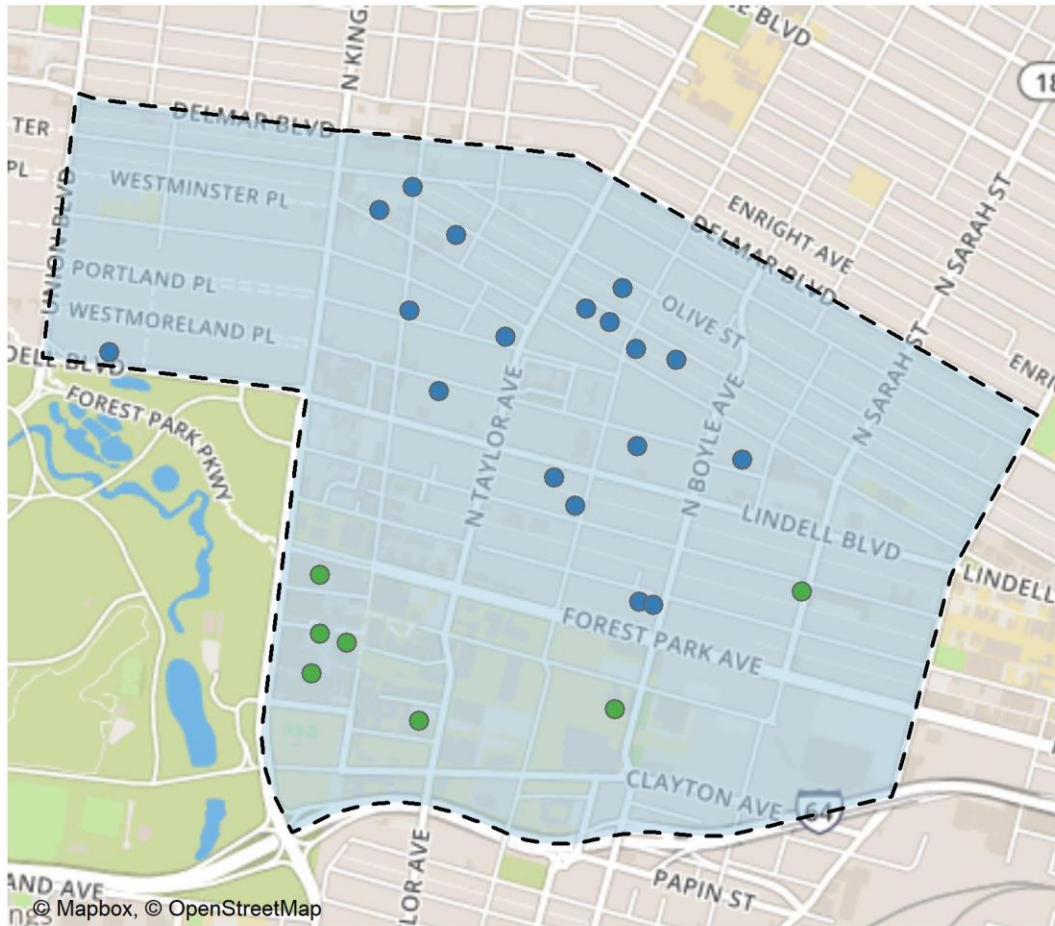 N KING
E BLVD
18
TER
DELMAR BLVD
PL
WESTMINSTER PL
ENRIGHT AVE
N SARAH ST
UNION BLVD
DELMAR BLVD
PORTLAND PL
OLIVE ST
WESTMORELAND PL
DELL BLVD
ENRI
N SARAH ST
FOREST PARK PKWY
N TAYLOR AVE
N BOYLE AVE
LINDELL BLVD
LINDELL
FOREST PARK AVE
CLAYTON AVE
64
LOR AVE
PAPIN ST
AND AVE
ngs
© Mapbox, © OpenStreetMap